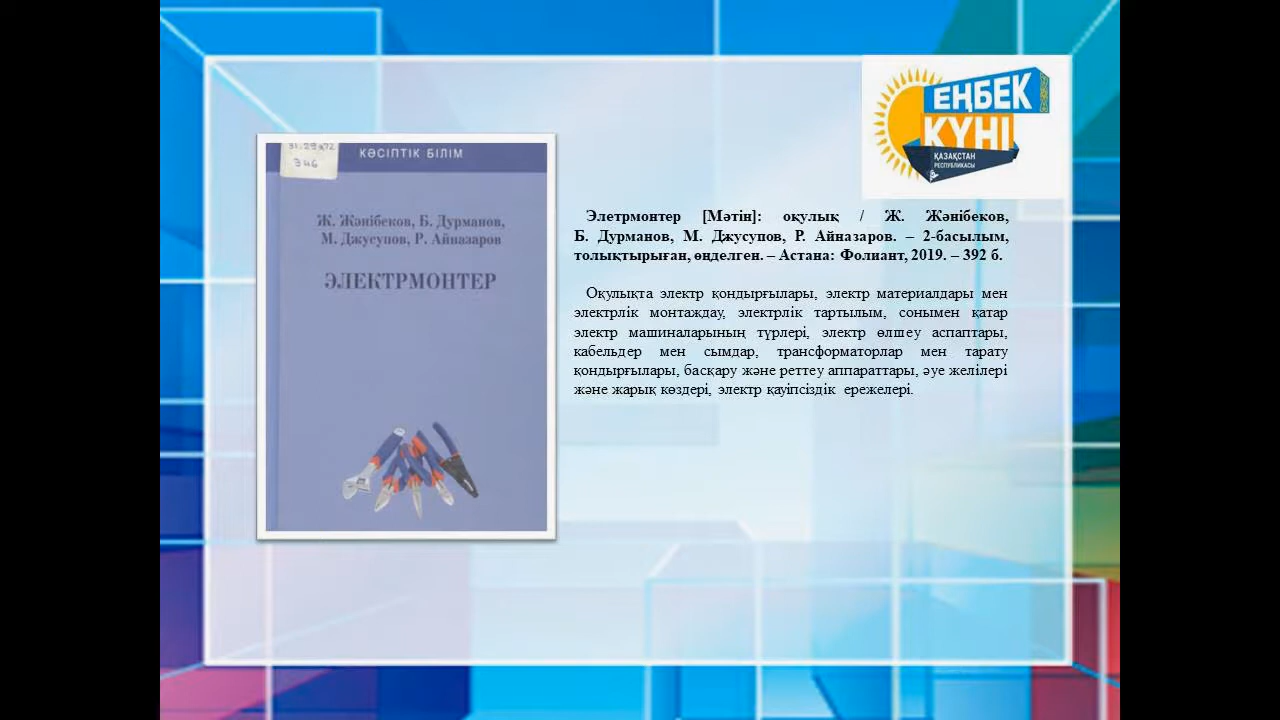 ЕҢБЕК
КҮНІ
ҚАЗАҚСТАН
РЕСПУБЛИКАСЫ
31.29я72
Э46
КӘСІПТІК БІЛІМ
Ж. Жәнібеков, Б. Дурманов,
М. Джусупов, Р. Айназаров
ЭЛЕКТРМОНТЕР
Элетрмонтер [Мәтін]: оқулық / Ж. Жәнібеков,
Б. Дурманов, М. Джусупов, Р. Айназаров. – 2-басылым,
толықтырыған, өңделген. – Астана: Фолиант, 2019. – 392 б.
Оқулықта электр қондырғылары, электр материалдары мен
электрлік монтаждау, электрлік тартылым, сонымен қатар
электр машиналарының түрлері, электр өлшеу аспаптары,
кабельдер мен сымдар, трансформаторлар мен тарату
қондырғылары, басқару және реттеу аппараттары, әуе желілері
және жарық көздері, электр қауіпсіздік ережелері.